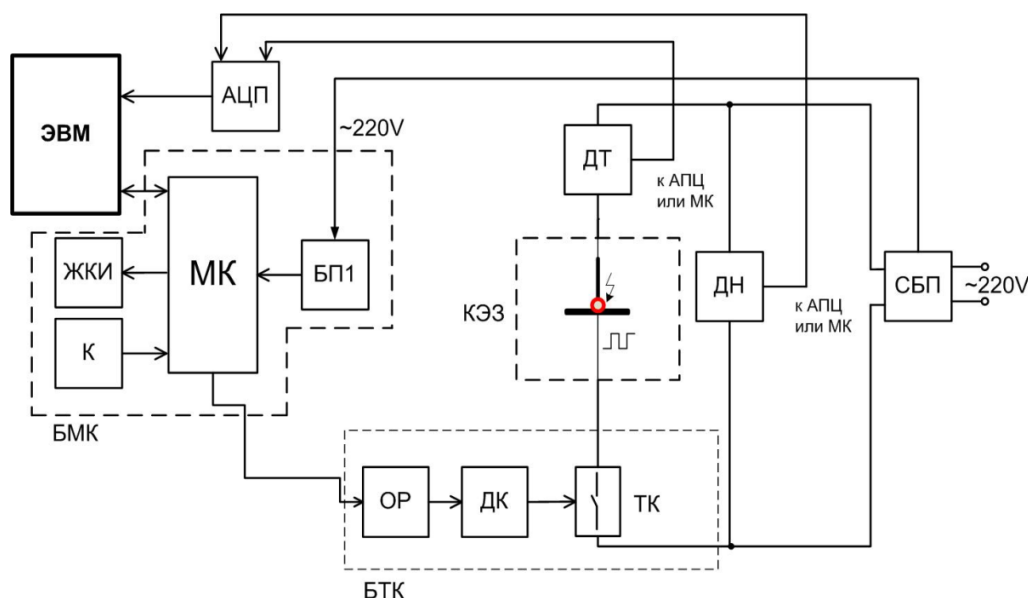 АЦП
ЭВМ
~220V
ДТ
к АПЦ
или МК
МК
ЖКИ
БП1
ДН
СБП
~220V
КЭЗ
к АПЦ
или МК
К
БМК
ОР
ДК
ТК
БТК